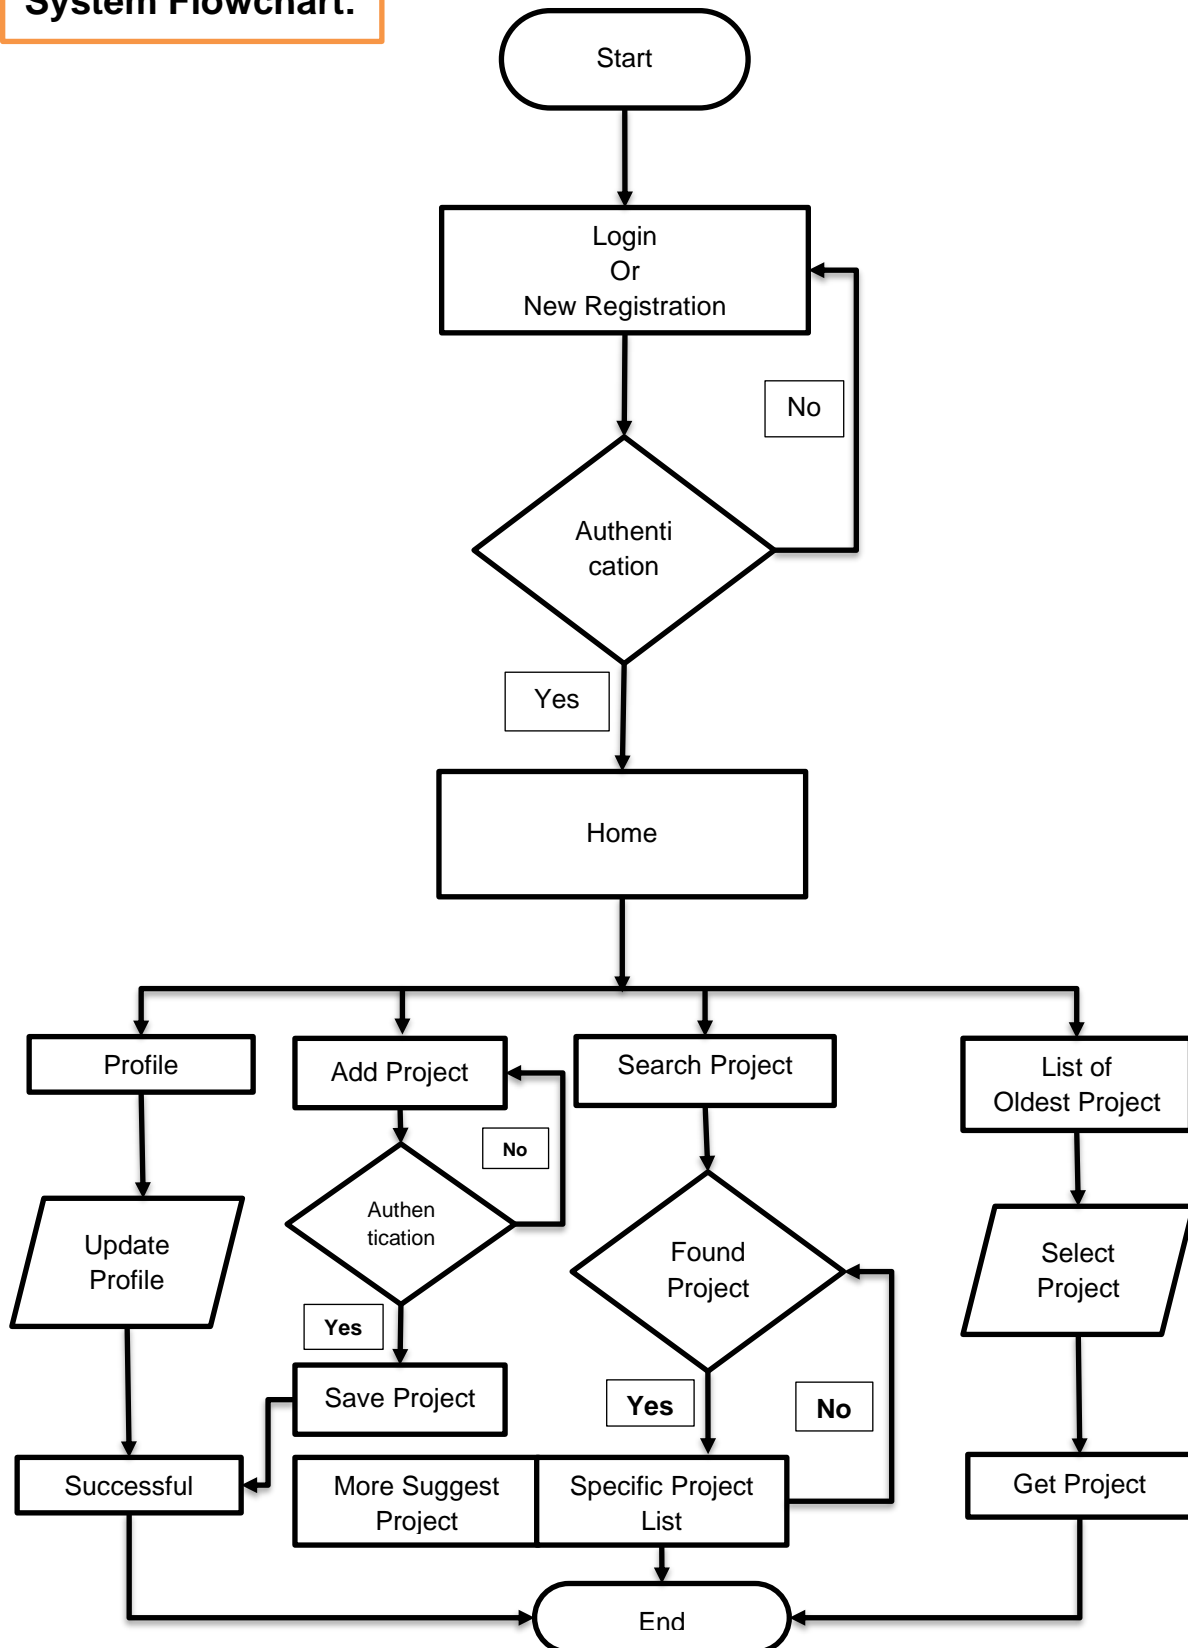 System Flowchart:
Start
Login
Or
New Registration
No
Authenti
cation
Yes
Home
Profile
Add Project
Search Project
List of
Oldest Project
No
Authen
tication
Update
Profile
Found
Project
Select
Project
Yes
Save Project
Yes
No
Successful
More Suggest
Project
Specific Project
List
Get Project
End